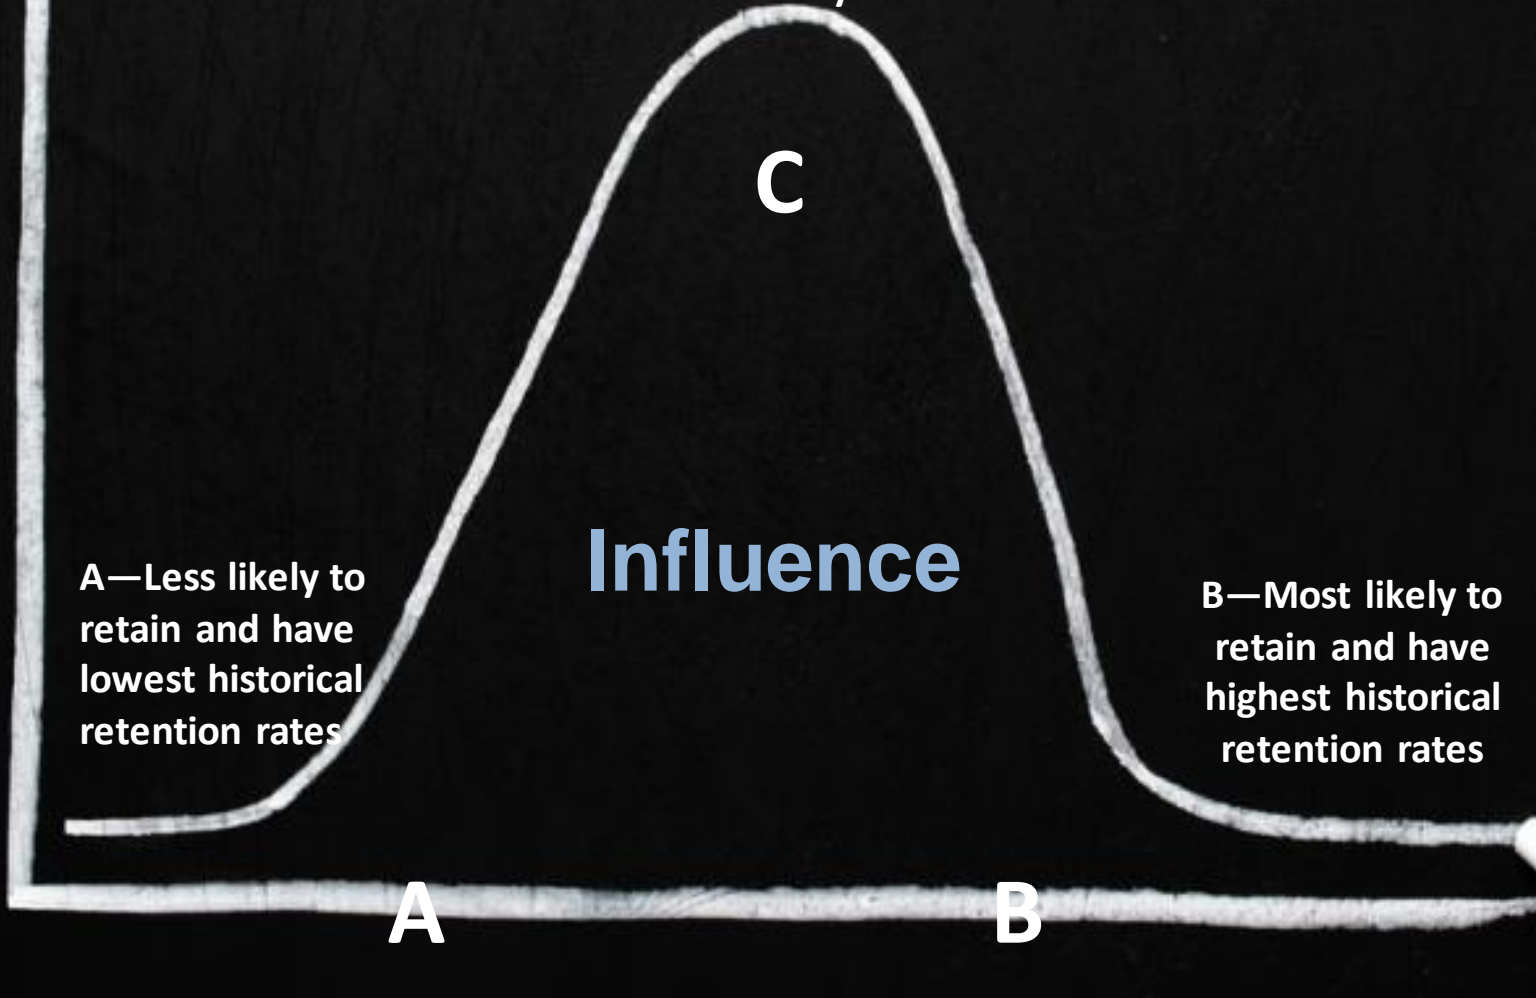 C
Influence
A—Less likely to
retain and have
lowest historical
retention rates
B—Most likely to
retain and have
highest historical
retention rates
A
B